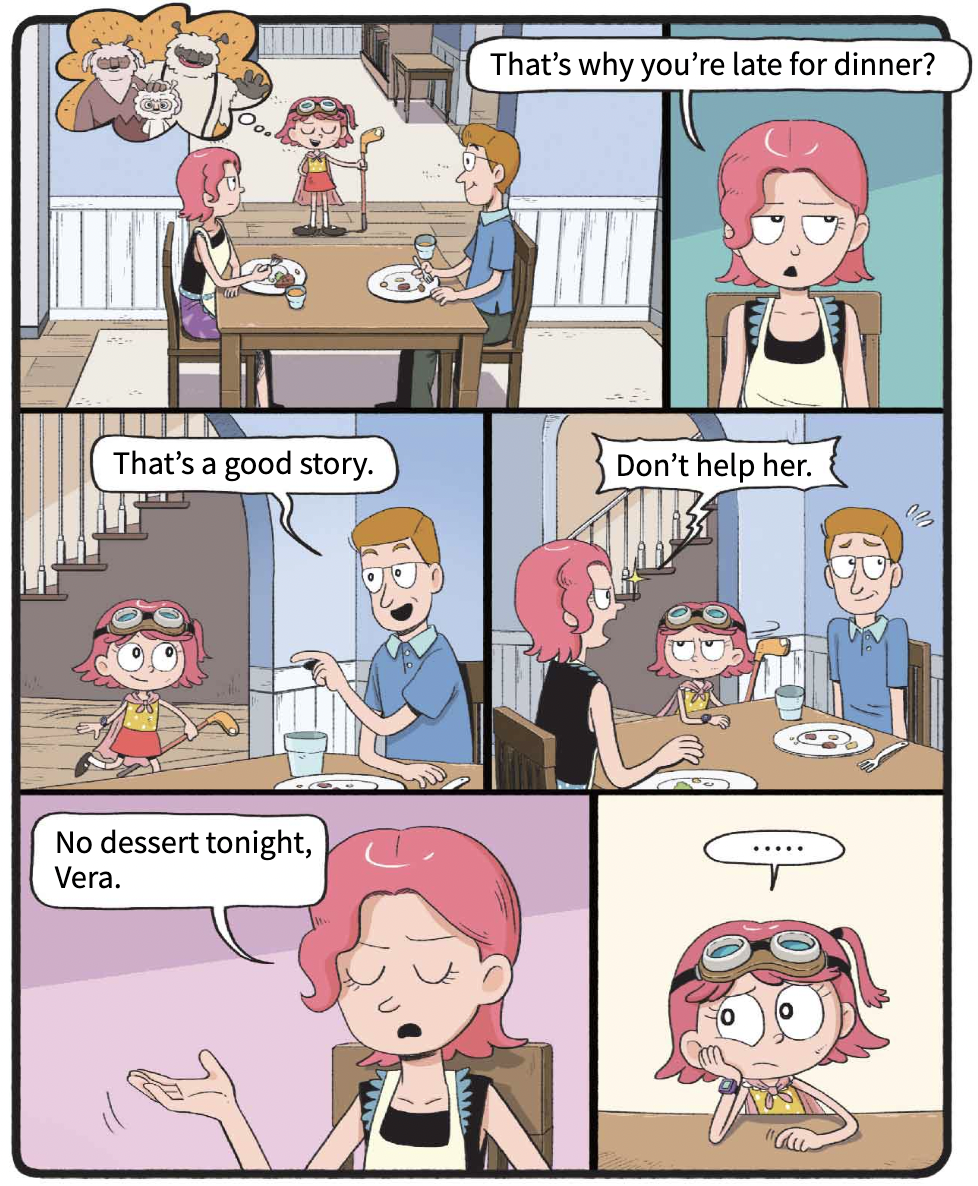 That's why you're late for dinner?
That's a good story.
Don't help her.
No dessert tonight,
Vera.
.....